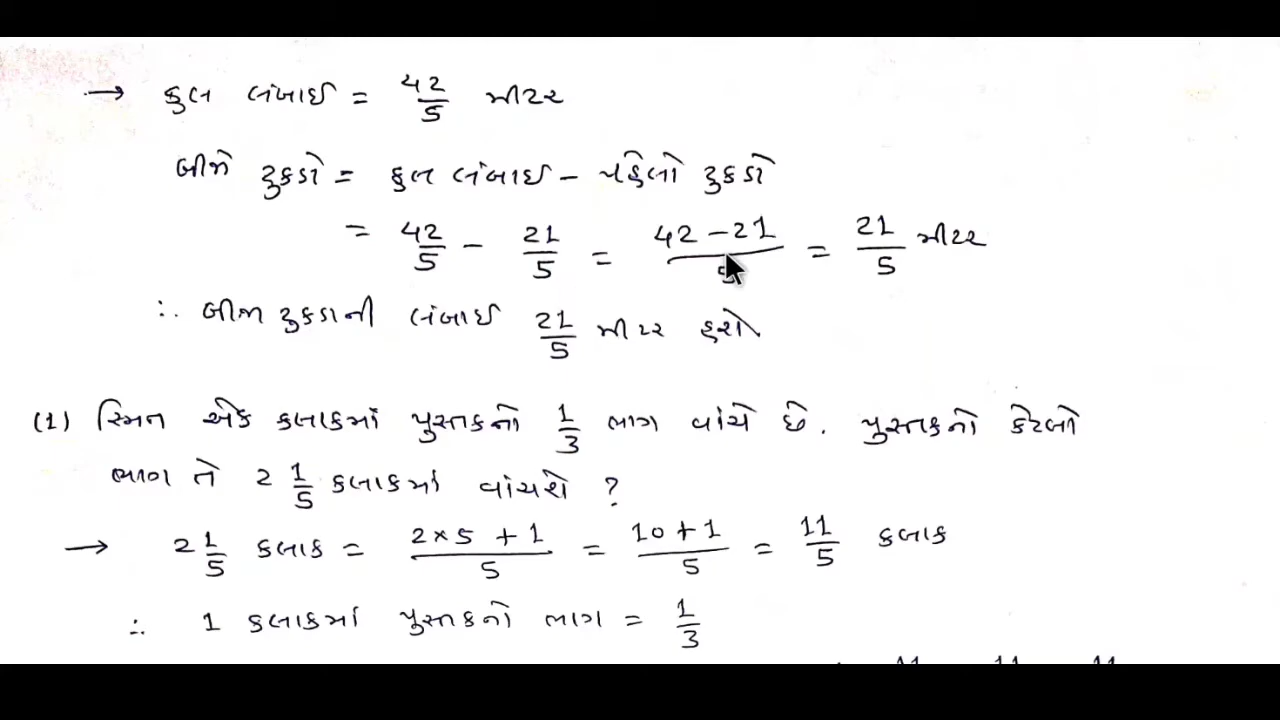 → કુલ લંબાઈ = 42/5 મીટર
બીજો ટુકડો = કુલ લંબાઈ - પહેલો ટુકડો
= 42/5 - 21/5 = 42-21/5 = 21/5 મીટર
∴ બીજા ટુકડાની લંબાઈ 21/5 મીટર હશે
(1) સ્મિન એક કલાકમાં પુસ્તકનો 1/3 ભાગ વાંચે છે. પુસ્તકનો કેટલો
ભાગ તે 2 1/5 કલાકમાં વાંચશે ?
→ 2 1/5 કલાક = 2×5+1/5 = 10+1/5 = 11/5 કલાક
∴ 1 કલાકમાં પુસ્તકનો ભાગ = 1/3